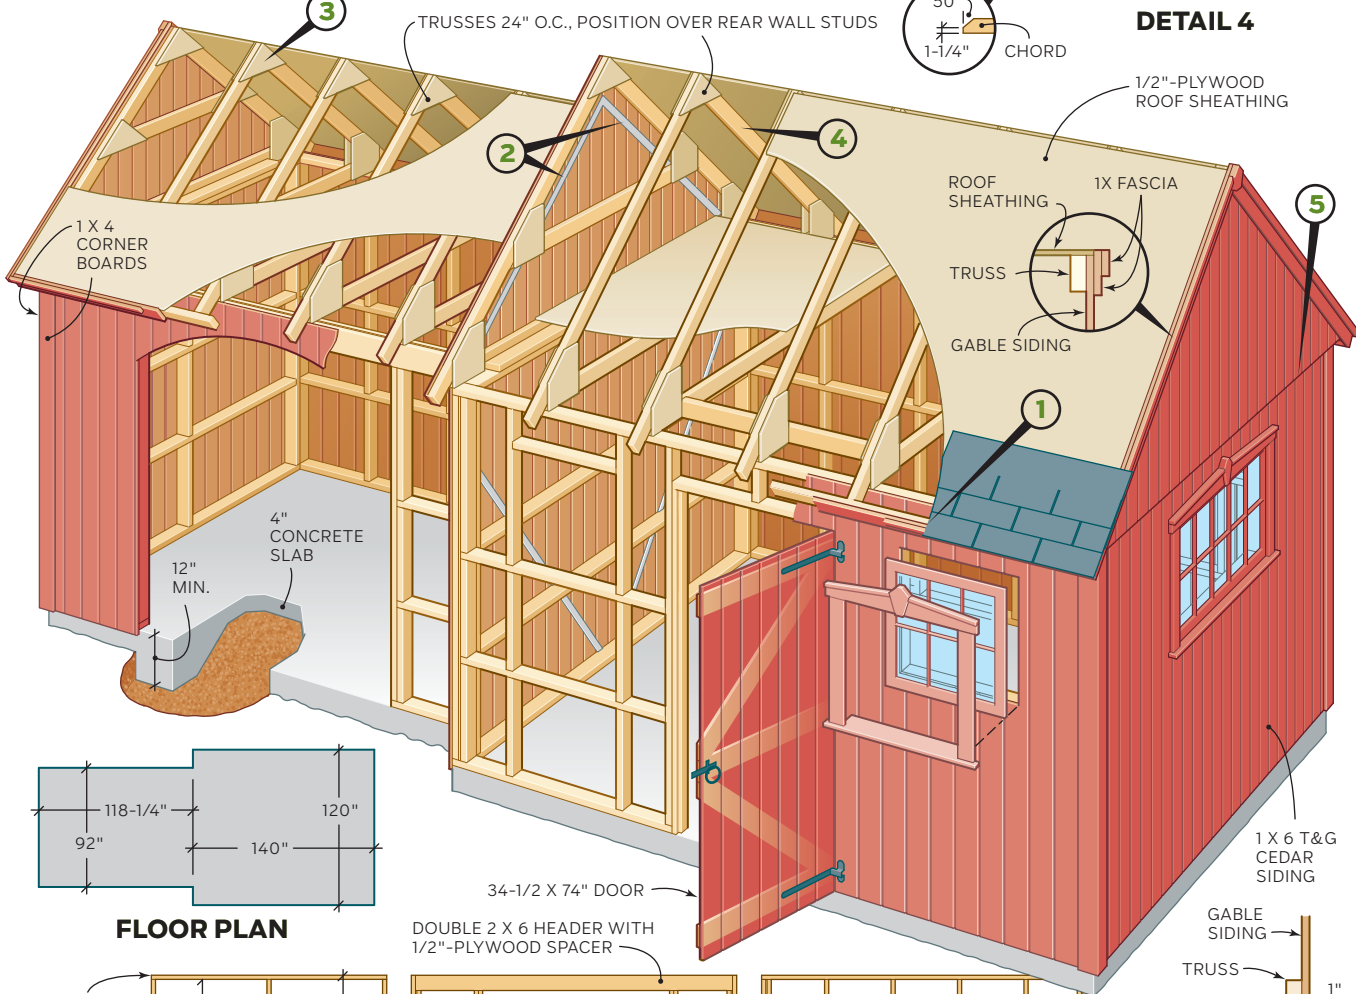 3
TRUSSES 24" O.C., POSITION OVER REAR WALL STUDS
50
1-1/4"
CHORD
DETAIL 4
1/2"-PLYWOOD
ROOF SHEATHING
2
4
ROOF
SHEATHING
1X FASCIA
5
1 X 4
CORNER
BOARDS
TRUSS
GABLE SIDING
1
4"
CONCRETE
SLAB
12"
MIN.
118-1/4"
120"
92"
140"
FLOOR PLAN
34-1/2 X 74" DOOR
1 X 6 T&G
CEDAR
SIDING
DOUBLE 2 X 6 HEADER WITH
1/2"-PLYWOOD SPACER
GABLE
SIDING
TRUSS
1"